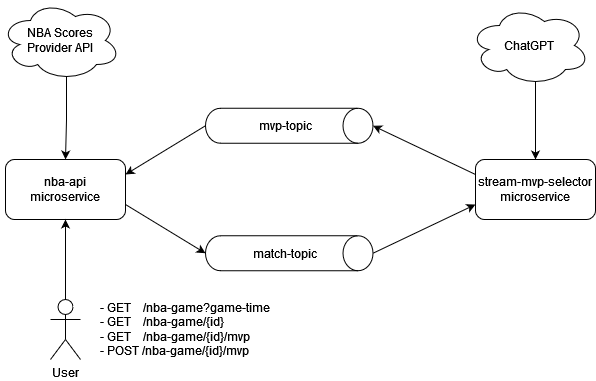 NBA Scores
Provider API
ChatGPT
mvp-topic
nba-api
microservice
stream-mvp-selector
microservice
match-topic
- GET /nba-game?game-time
- GET /nba-game/{id}
- GET /nba-game/{id}/mvp
- POST /nba-game/{id}/mvp
User